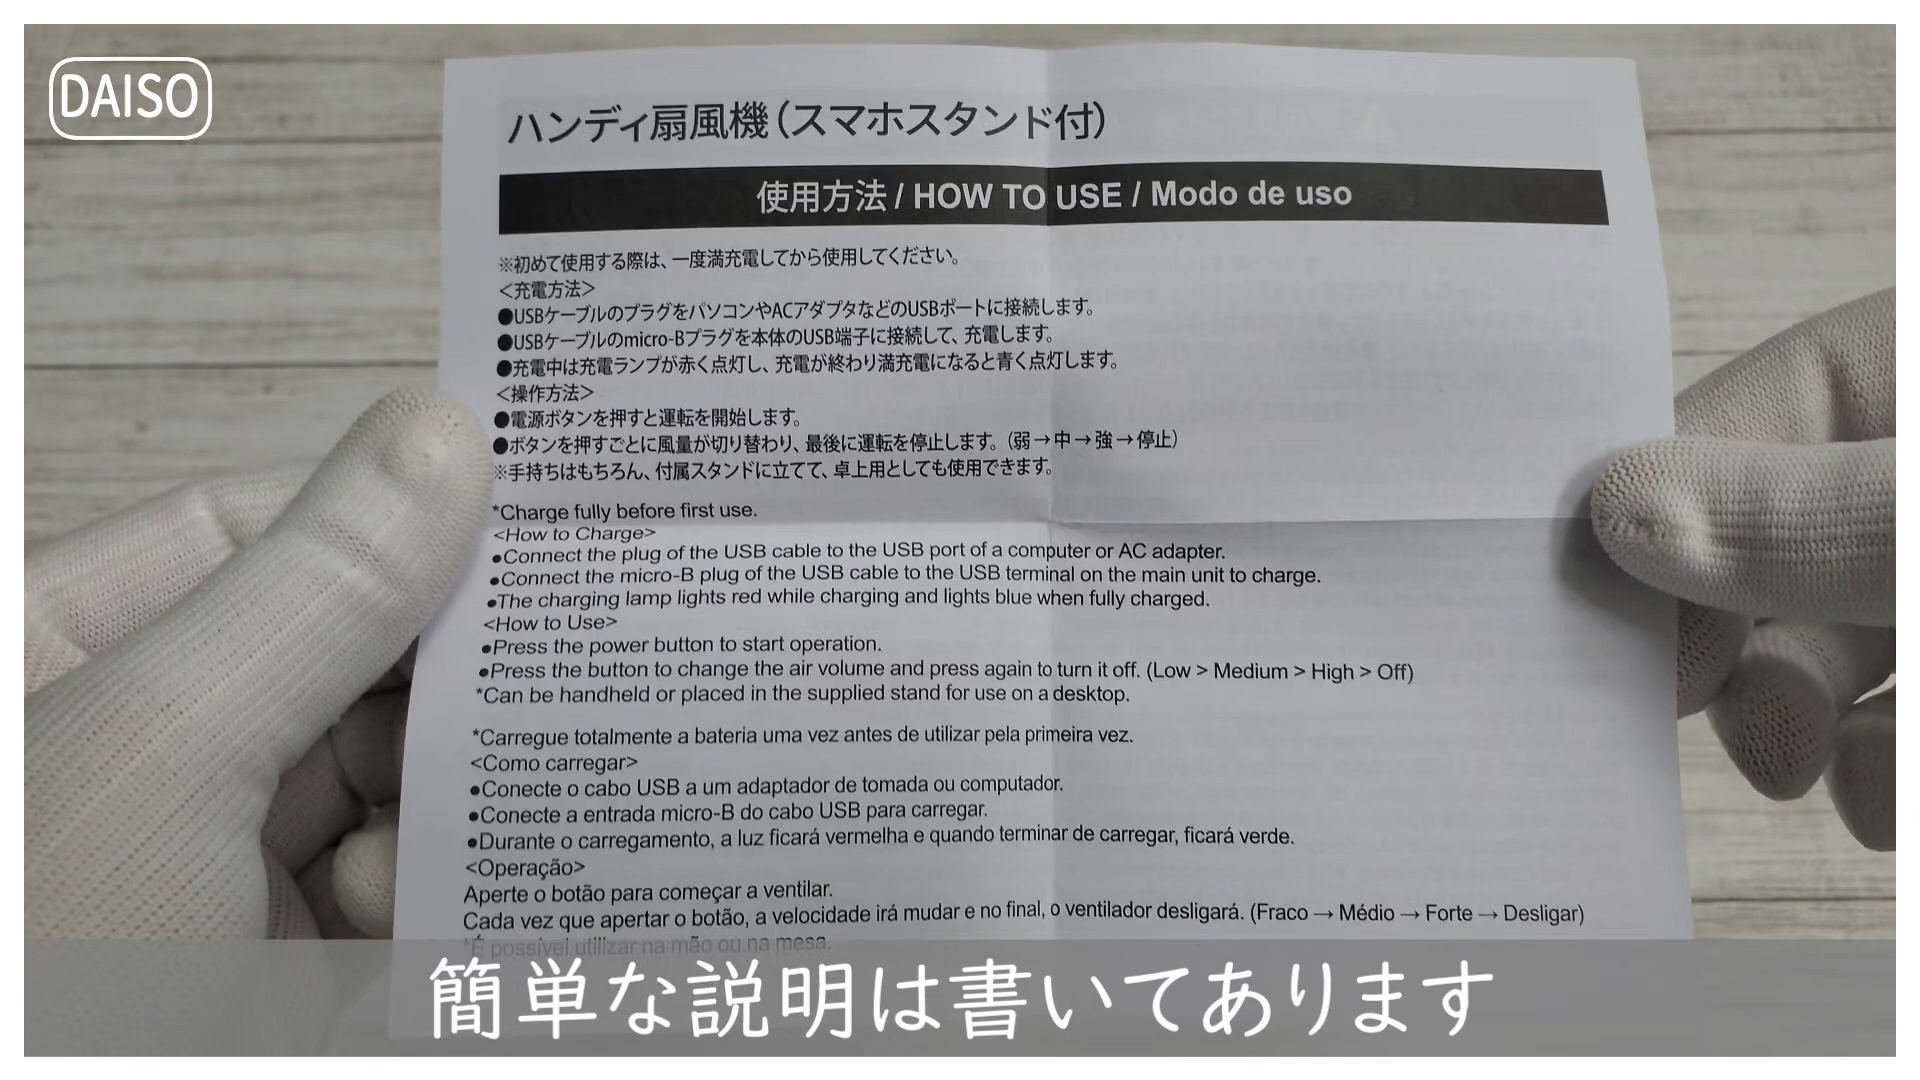 DAISO
ハンディ扇風機(スマホスタンド付)
使用方法 / HOW TO USE / Modo de uso
※初めて使用する際は、一度満充電してから使用してください。
<充電方法>
●USBケーブルのプラグをパソコンやACアダプタなどのUSBポートに接続します。
●USBケーブルのmicro-Bプラグを本体のUSB端子に接続して、充電します。
●充電中は充電ランプが赤く点灯し、充電が終わり満充電になると青く点灯します。
<操作方法>
●電源ボタンを押すと運転を開始します。
●ボタンを押すごとに風量が切り替わり、最後に運転を停止します。(弱→中→強→停止)
※手持ちはもちろん、付属スタンドに立てて、卓上用としても使用できます。
*Charge fully before first use.
<How to Charge>
●Connect the plug of the USB cable to the USB port of a computer or AC adapter.
●Connect the micro-B plug of the USB cable to the USB terminal on the main unit to charge.
●The charging lamp lights red while charging and lights blue when fully charged.
<How to Use>
●Press the power button to start operation.
●Press the button to change the air volume and press again to turn it off. (Low > Medium > High > Off)
*Can be handheld or placed in the supplied stand for use on a desktop.
*Carregue totalmente a bateria uma vez antes de utilizar pela primeira vez.
<Como carregar>
●Conecte o cabo USB a um adaptador de tomada ou computador.
●Conecte a entrada micro-B do cabo USB para carregar.
●Durante o carregamento, a luz ficará vermelha e quando terminar de carregar, ficará verde.
<Operação>
Aperte o botão para começar a ventilar.
Cada vez que apertar o botão, a velocidade irá mudar e no final, o ventilador desligará. (Fraco → Médio → Forte → Desligar)
*É possível utilizar na mão ou na mesa.
簡単な説明は書いてあります